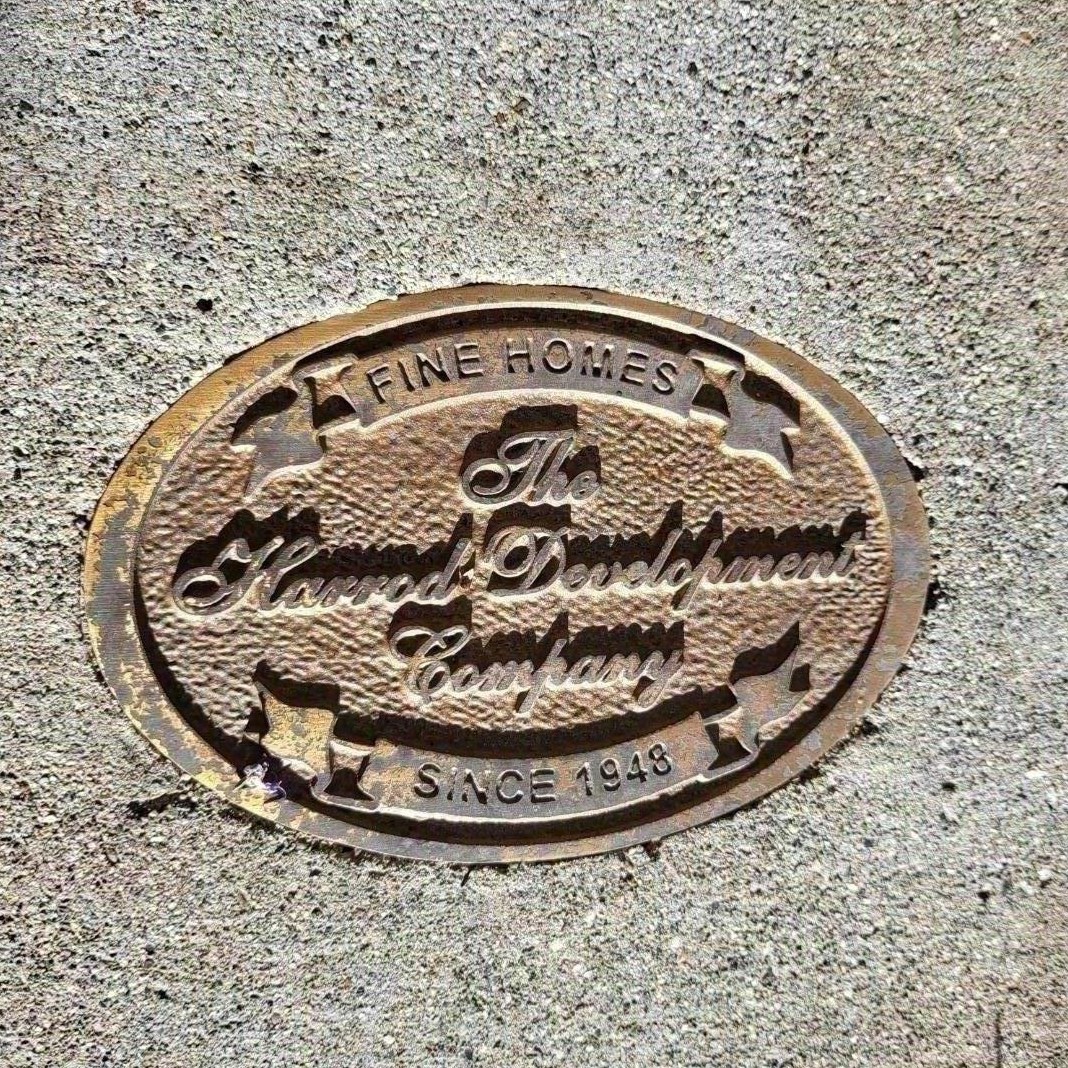 FINE HOMES
The
Harrod Development
Company
SINCE 1948